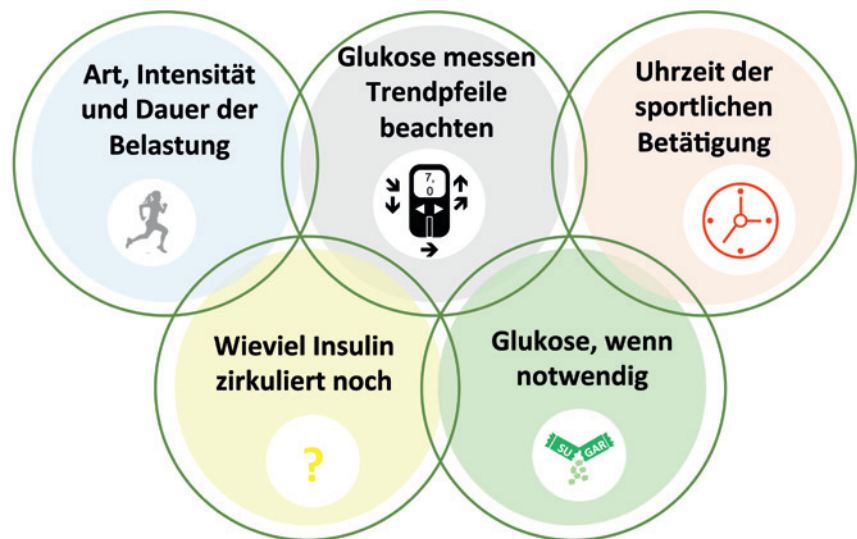 Art, Intensität
und Dauer der
Belastung
Glukose messen
Trendpfeile
beachten
7,
0
Uhrzeit der
sportlichen
Betätigung
Wieviel Insulin
zirkuliert noch
?
Glukose, wenn
notwendig
SU GAR